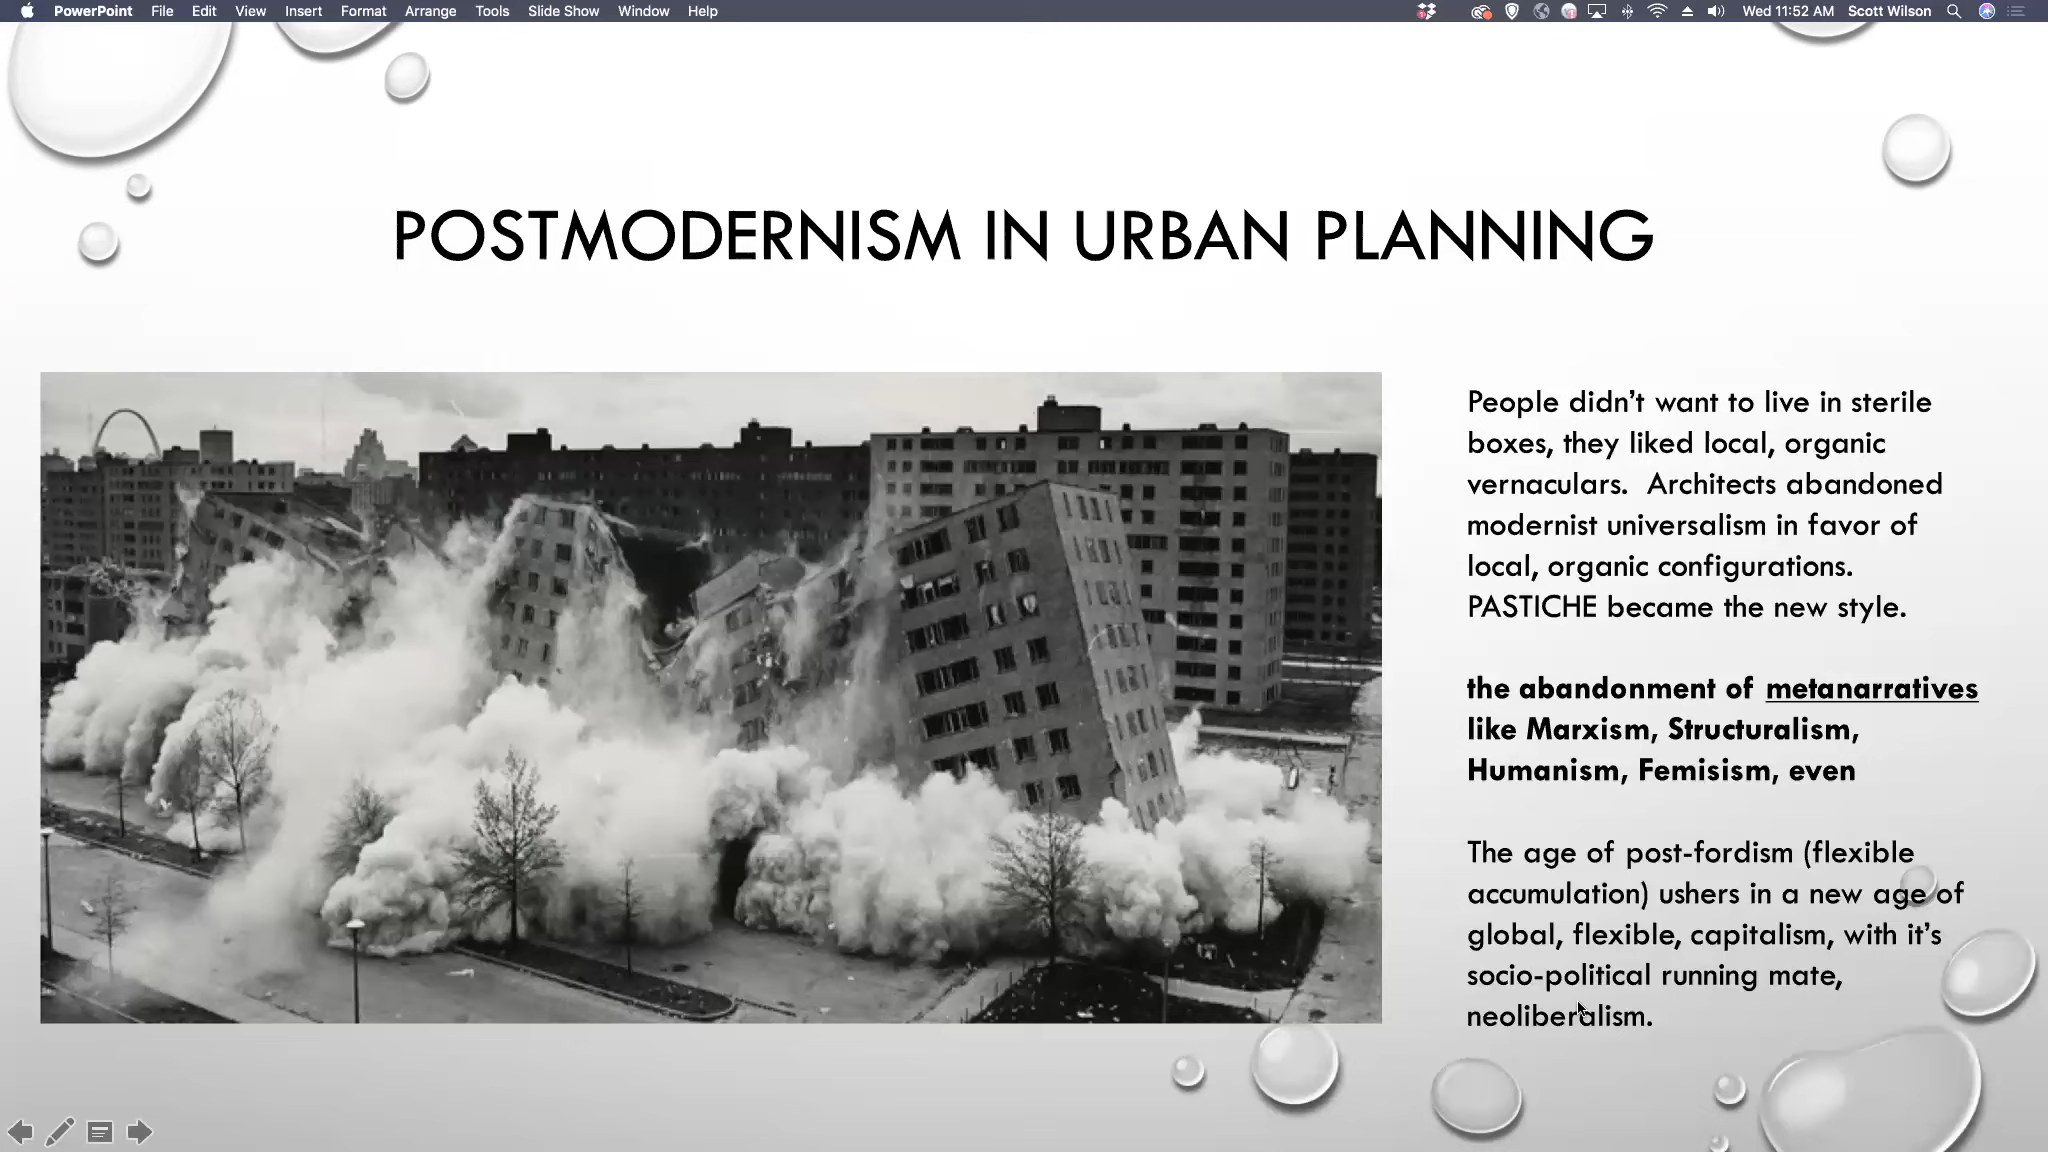 PowerPoint File Edit View Insert Format Arrange Tools Slide Show Window Help Wed 11:52 AM Scott Wilson
POSTMODERNISM IN URBAN PLANNING
People didn’t want to live in sterile
boxes, they liked local, organic
vernaculars.  Architects abandoned
modernist universalism in favor of
local, organic configurations.
PASTICHE became the new style.
the abandonment of metanarratives
like Marxism, Structuralism,
Humanism, Femisism, even
The age of post-fordism (flexible
accumulation) ushers in a new age of
global, flexible, capitalism, with it’s
socio-political running mate,
neoliberalism.